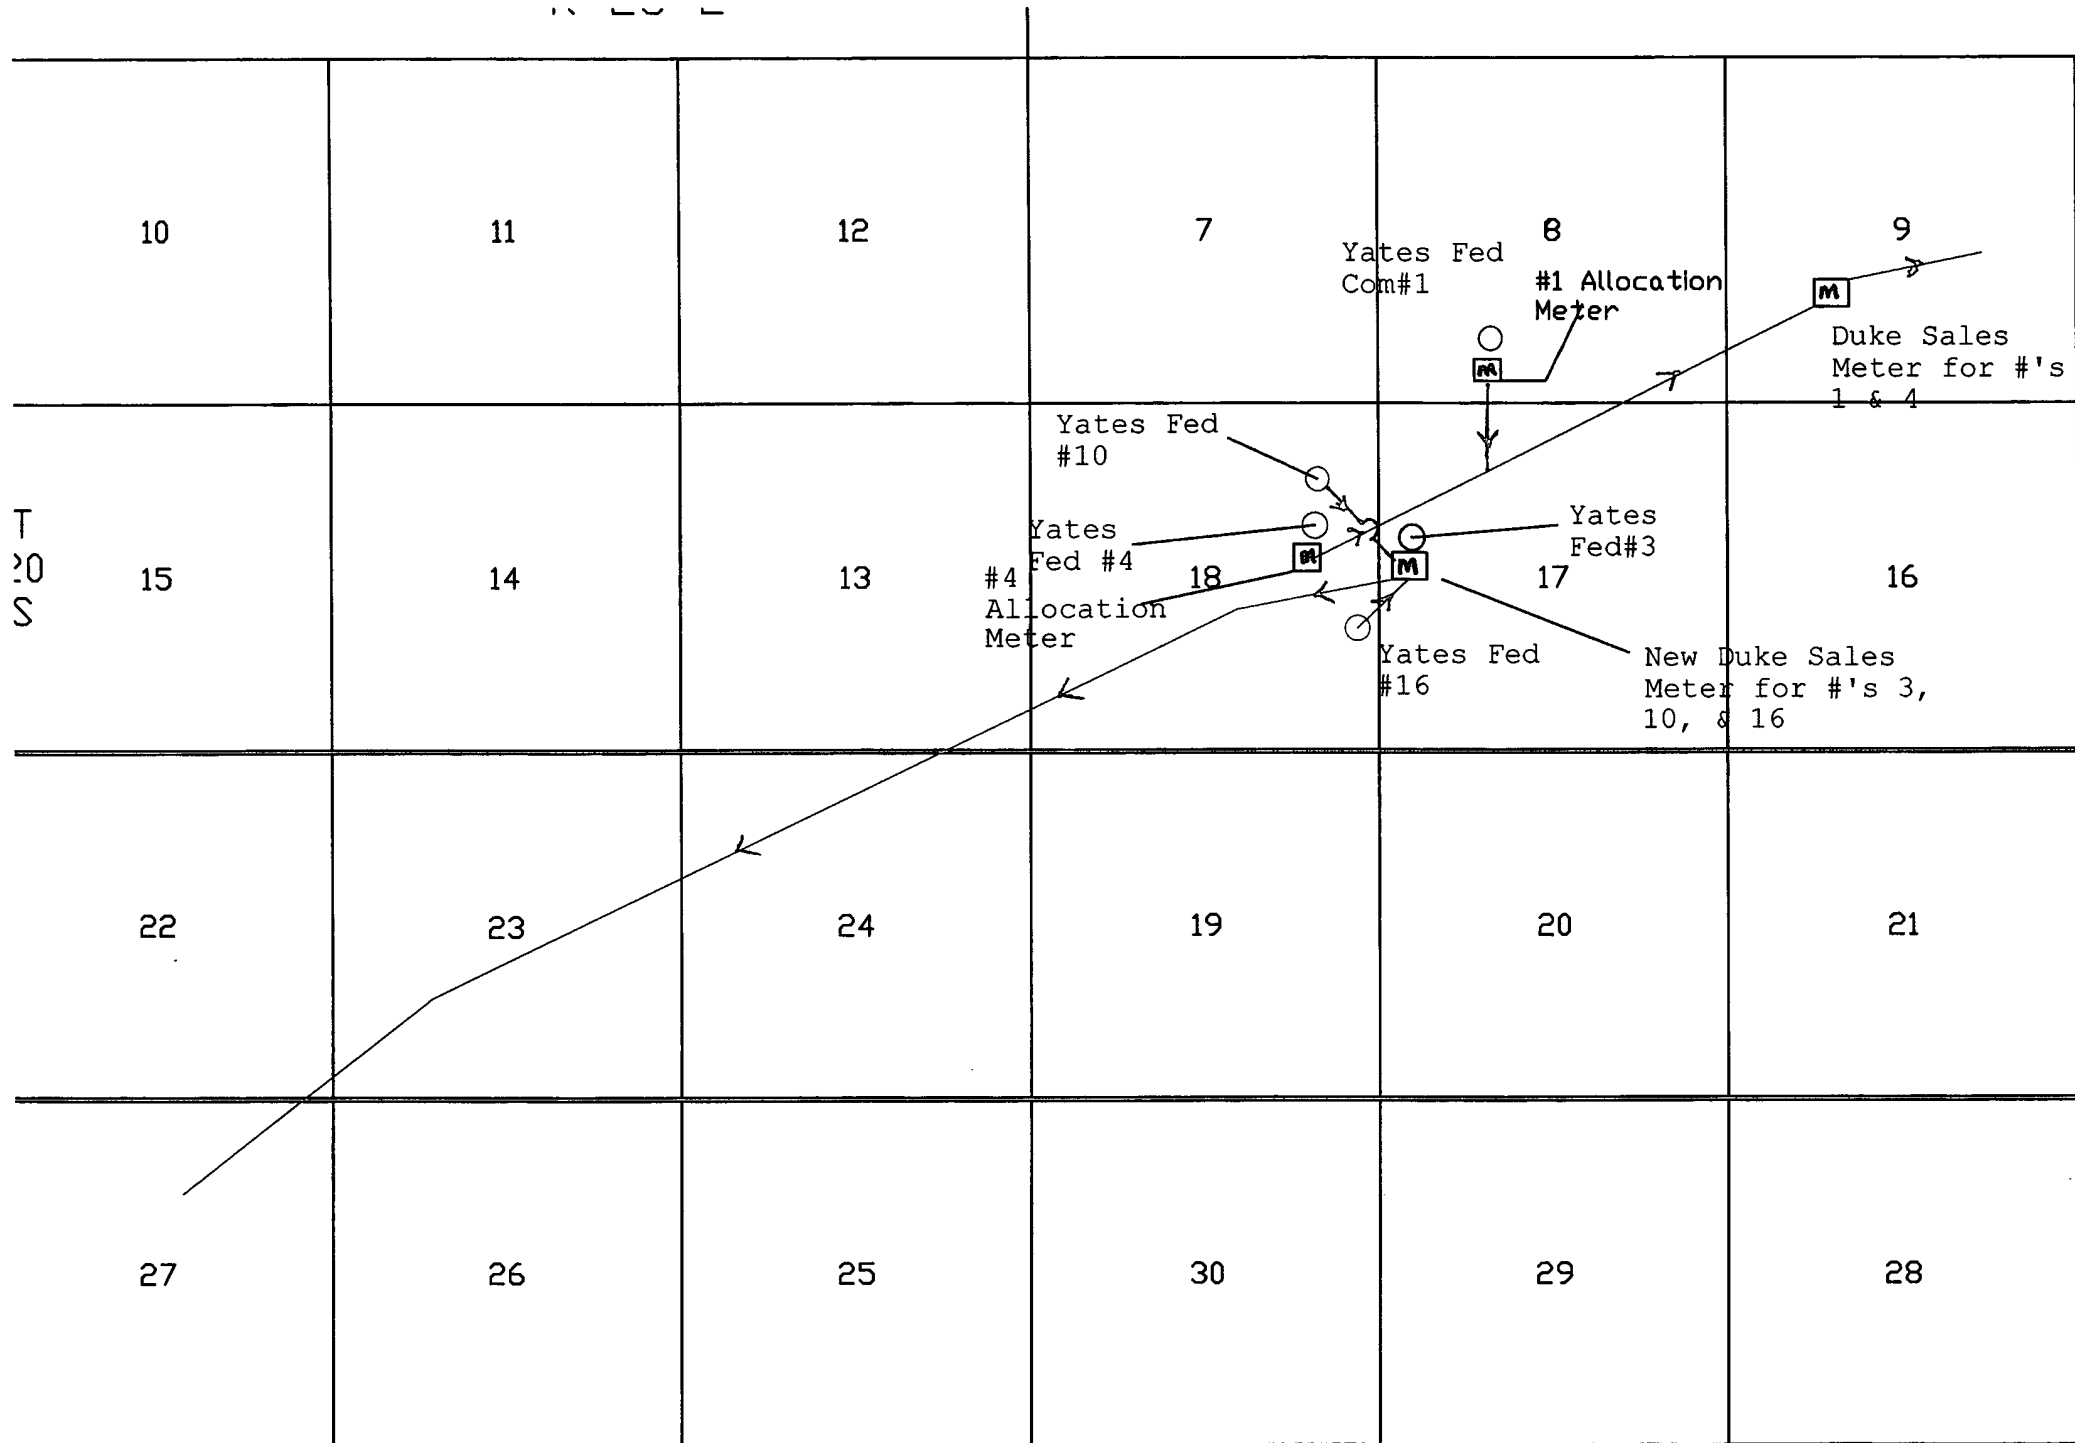 10
11
12
7
8
9
Yates Fed
Com#1
#1 Allocation
Meter
M
M
Duke Sales
Meter for #'s
1 & 4
Yates Fed
#10
Yates
Fed #4
#4
Allocation
Meter
M
M
Yates
Fed#3
T
20
S
15
14
13
18
17
16
Yates Fed
#16
New Duke Sales
Meter for #'s 3,
10, & 16
22
23
24
19
20
21
27
26
25
30
29
28